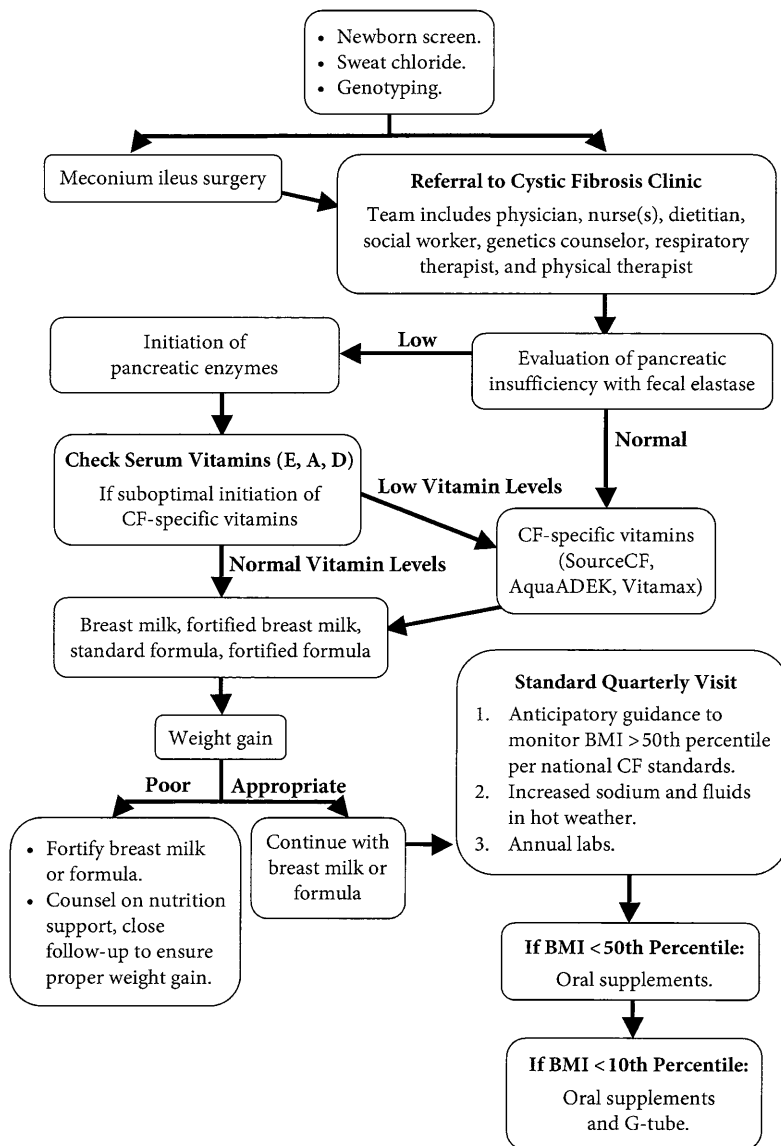 • Newborn screen.
• Sweat chloride.
• Genotyping.
Meconium ileus surgery
Referral to Cystic Fibrosis Clinic
Team includes physician, nurse(s), dietitian,
social worker, genetics counselor, respiratory
therapist, and physical therapist
Low
Initiation of
pancreatic enzymes
Evaluation of pancreatic
insufficiency with fecal elastase
Normal
Check Serum Vitamins (E, A, D)
If suboptimal initiation of
CF-specific vitamins
Low Vitamin Levels
CF-specific vitamins
(SourceCF,
AquaADEK, Vitamax)
Normal Vitamin Levels
Breast milk, fortified breast milk,
standard formula, fortified formula
Weight gain
Poor
Appropriate
• Fortify breast milk
or formula.
• Counsel on nutrition
support, close
follow-up to ensure
proper weight gain.
Continue with
breast milk or
formula
Standard Quarterly Visit
1. Anticipatory guidance to
monitor BMI >50th percentile
per national CF standards.
2. Increased sodium and fluids
in hot weather.
3. Annual labs.
If BMI <50th Percentile:
Oral supplements.
If BMI <10th Percentile:
Oral supplements
and G-tube.